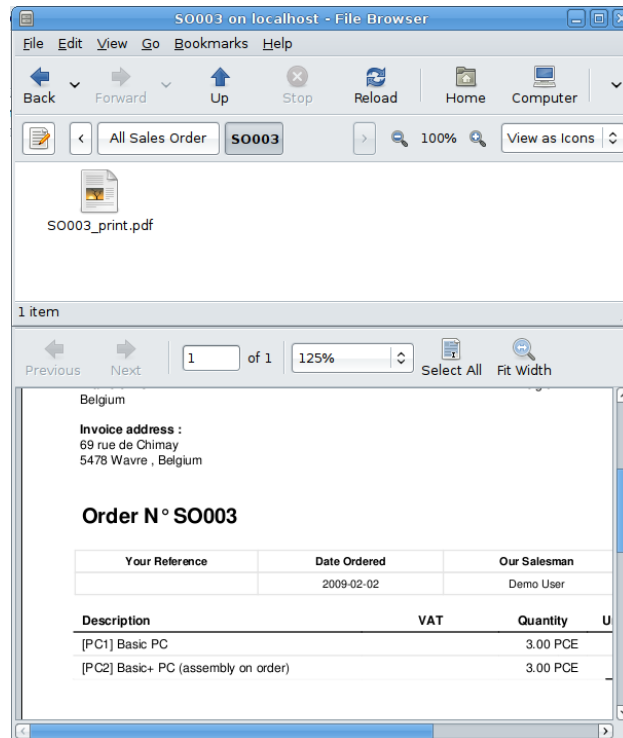 SO003 on localhost - File Browser
File Edit View Go Bookmarks Help
Back Forward Up Stop Reload Home Computer
All Sales Order SO003 100% View as Icons
SO003_print.pdf
1 item
Previous Next 1 of 1 125% Select All Fit Width
Belgium
Invoice address :
69 rue de Chimay
5478 Wavre , Belgium
Order N° SO003
Your Reference Date Ordered Our Salesman
2009-02-02 Demo User
Description VAT Quantity U
[PC1] Basic PC 3.00 PCE
[PC2] Basic+ PC (assembly on order) 3.00 PCE